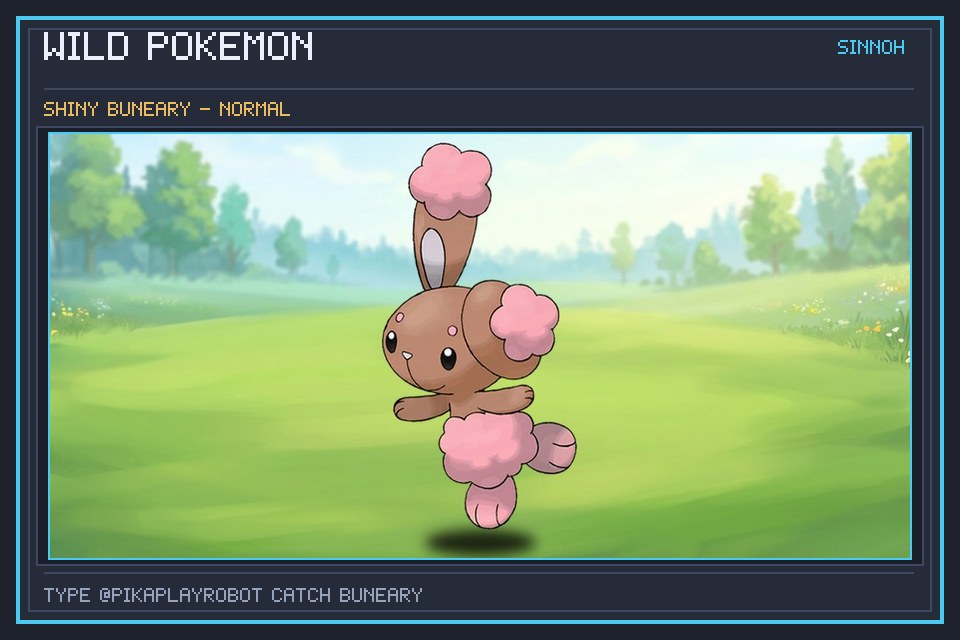 WILD POKEMON
SINNOH
SHINY BUNEARY - NORMAL
TYPE @PIKAPLAYROBOT CATCH BUNEARY